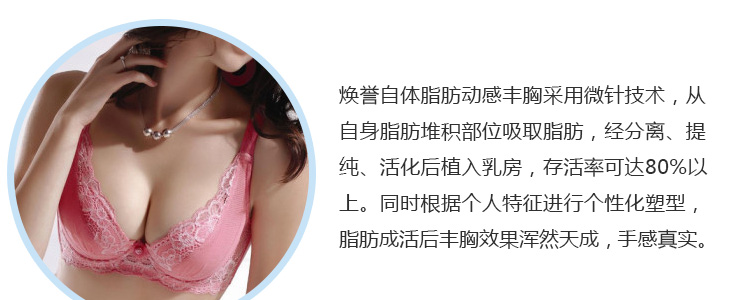 焕誉自体脂肪动感丰胸采用微针技术，从
自身脂肪堆积部位吸取脂肪，经分离、提
纯、活化后植入乳房，存活率可达80%以
上。同时根据个人特征进行个性化塑型，
脂肪成活后丰胸效果浑然天成，手感真实。